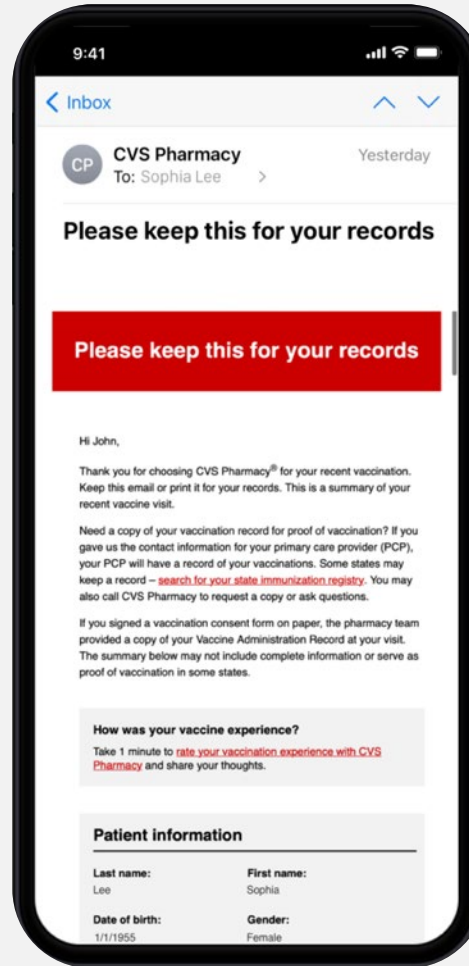 9:41
Inbox
CP
CVS Pharmacy
Yesterday
To: Sophia Lee
Please keep this for your records
Please keep this for your records
Hi John,
Thank you for choosing CVS Pharmacy® for your recent vaccination.
Keep this email or print it for your records. This is a summary of your
recent vaccine visit.
Need a copy of your vaccination record for proof of vaccination? If you
gave us the contact information for your primary care provider (PCP),
your PCP will have a record of your vaccinations. Some states may
keep a record – search for your state immunization registry. You may
also call CVS Pharmacy to request a copy or ask questions.
If you signed a vaccination consent form on paper, the pharmacy team
provided a copy of your Vaccine Administration Record at your visit.
The summary below may not include complete information or serve as
proof of vaccination in some states.
How was your vaccine experience?
Take 1 minute to rate your vaccination experience with CVS
Pharmacy and share your thoughts.
Patient information
Last name: First name:
Lee Sophia
Date of birth: Gender:
1/1/1955 Female